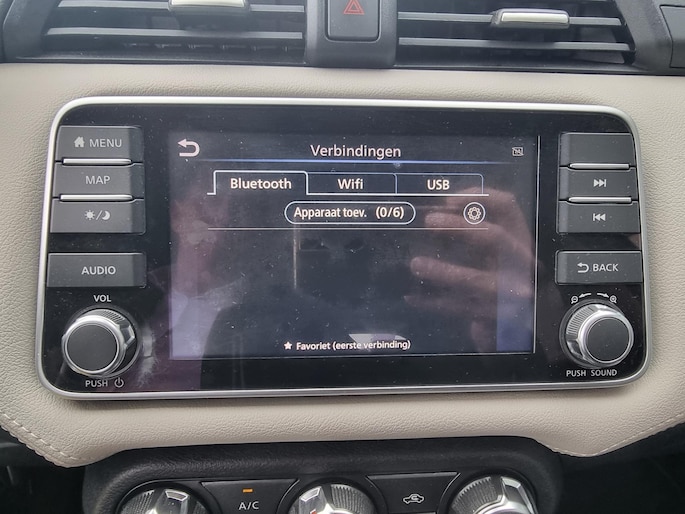 Verbindingen
Bluetooth Wifi USB
Apparaat toev. (0/6)
Favoriet (eerste verbinding)
MENU
MAP
AUDIO
VOL
PUSH
BACK
PUSH SOUND
A/C